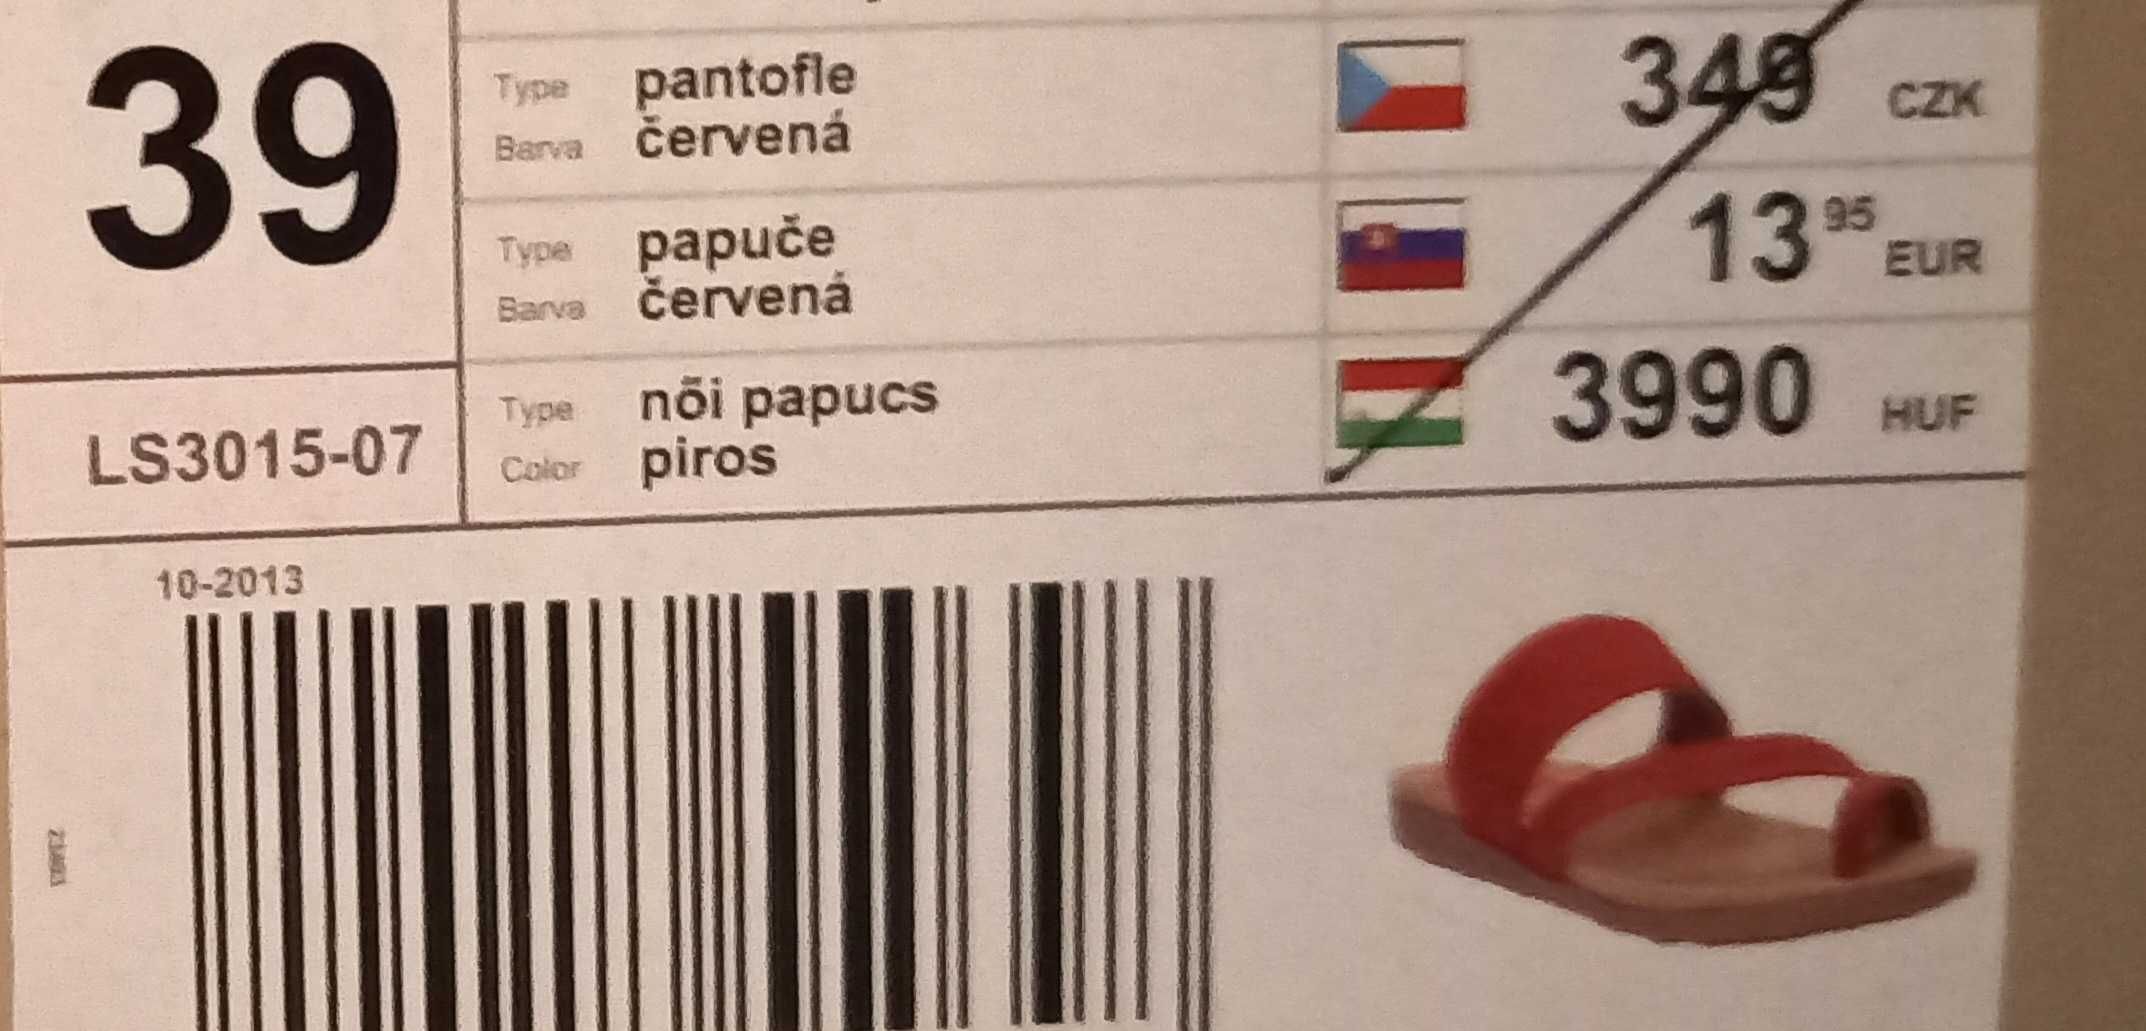 39
Type pantofle 349 CZK
Barva červená
Type papuče 13 95 EUR
Barva červená
Type nõi papucs 3990 HUF
Color piros
LS3015-07
10-2013